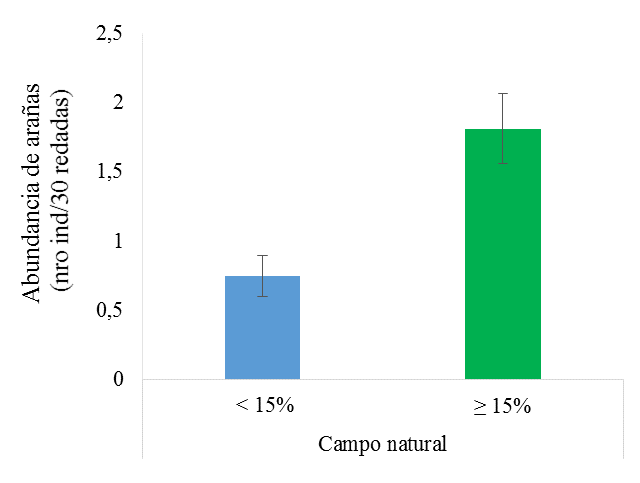 Abundancia de arañas
(nro ind/30 redadas)
2,5
2
1,5
1
0,5
0
< 15%
≥ 15%
Campo natural